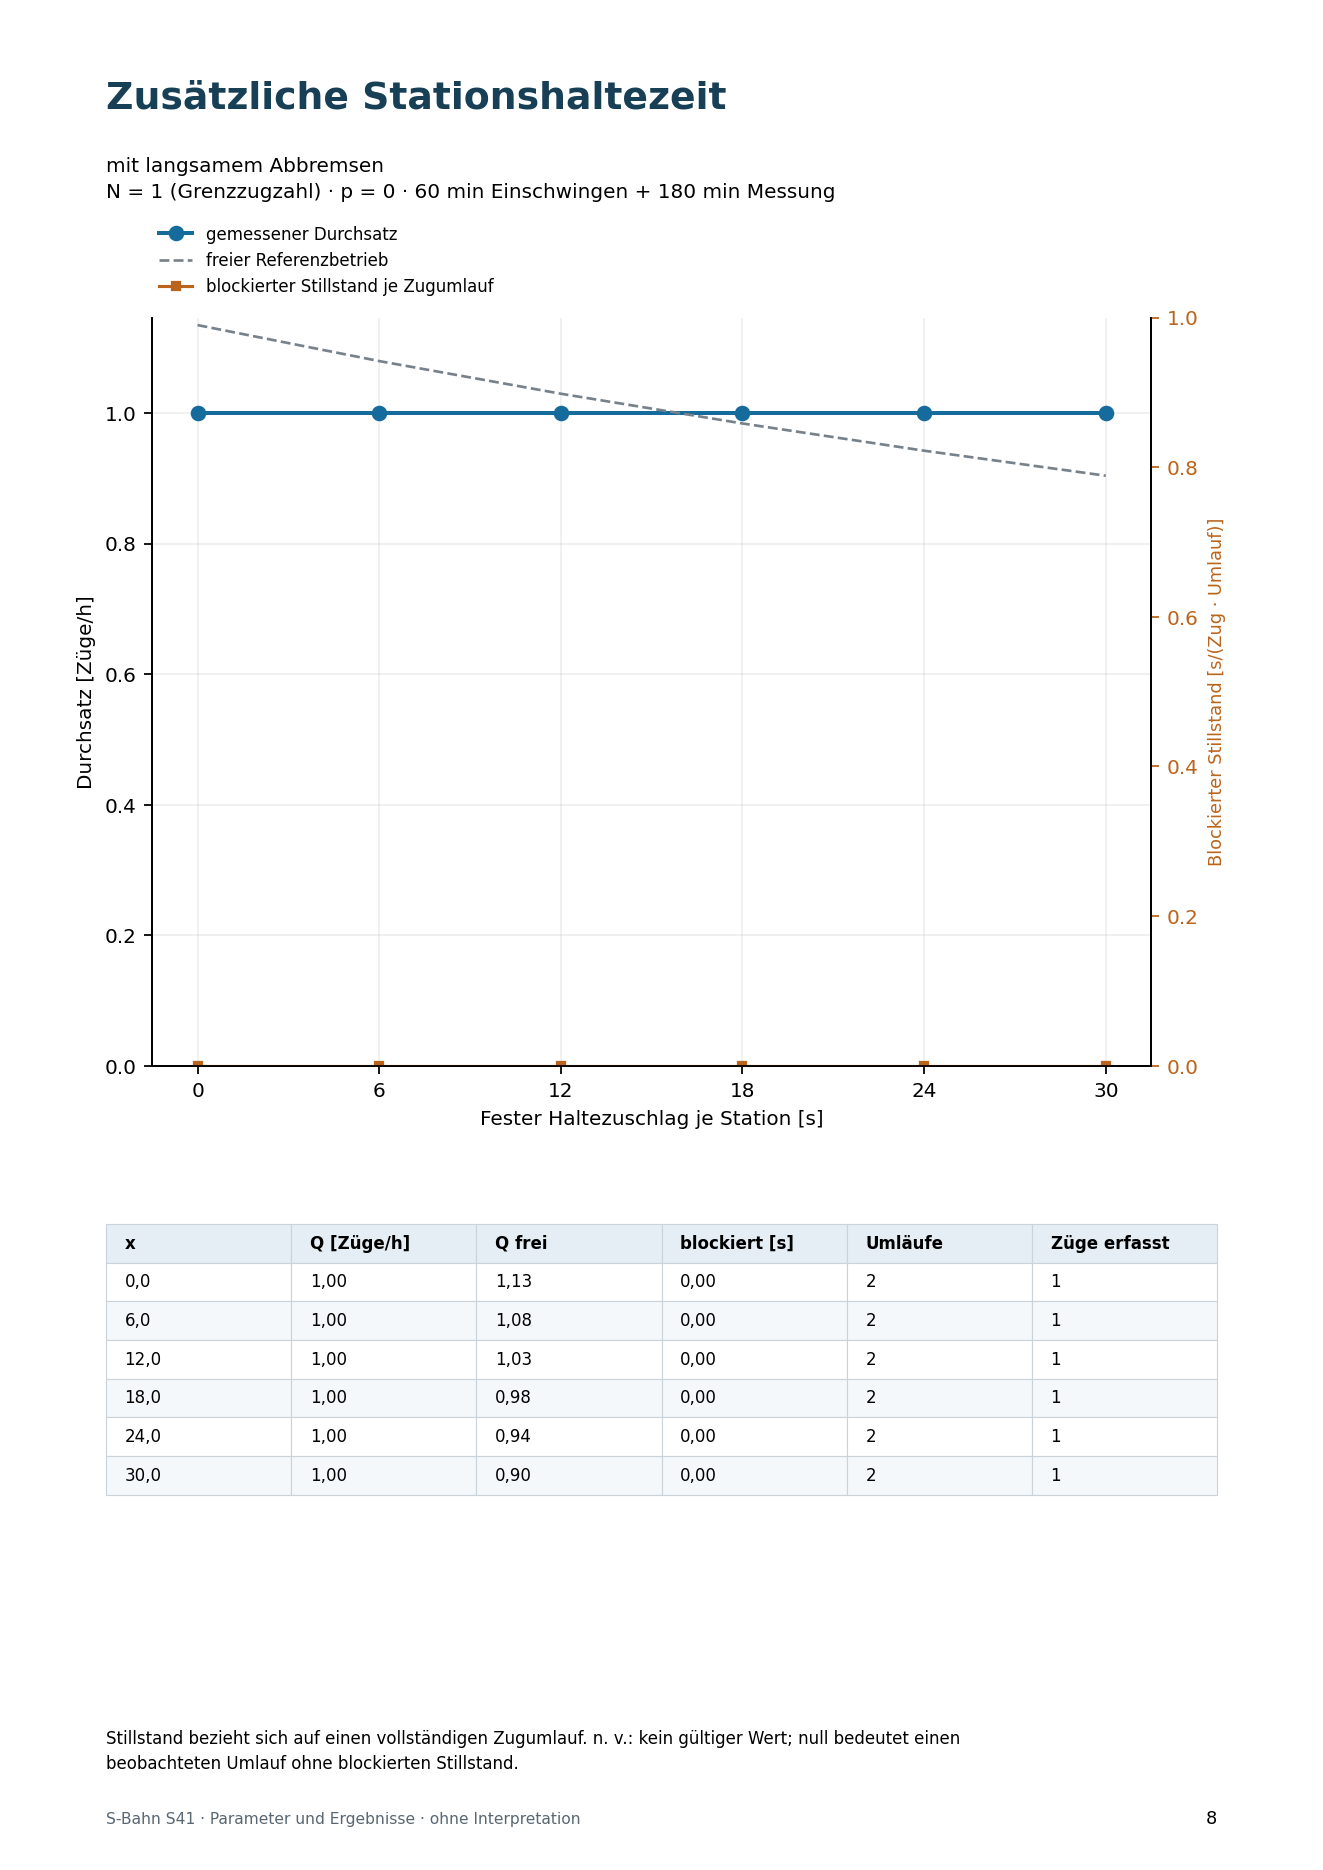 Zusätzliche Stationshaltezeit
mit langsamem Abbremsen
N = 1 (Grenzzugzahl) · p = 0 · 60 min Einschwingen + 180 min Messung
gemessener Durchsatz
freier Referenzbetrieb
blockierter Stillstand je Zugumlauf
1.0
0.8
0.6
0.4
0.2
0.0
Durchsatz [Züge/h]
1.0
0.8
0.6
0.4
0.2
0.0
Blockierter Stillstand [s/(Zug · Umlauf)]
0 6 12 18 24 30
Fester Haltezuschlag je Station [s]
x Q [Züge/h] Q frei blockiert [s] Umläufe Züge erfasst
0,0 1,00 1,13 0,00 2 1
6,0 1,00 1,08 0,00 2 1
12,0 1,00 1,03 0,00 2 1
18,0 1,00 0,98 0,00 2 1
24,0 1,00 0,94 0,00 2 1
30,0 1,00 0,90 0,00 2 1
Stillstand bezieht sich auf einen vollständigen Zugumlauf. n. v.: kein gültiger Wert; null bedeutet einen
beobachteten Umlauf ohne blockierten Stillstand.
S-Bahn S41 · Parameter und Ergebnisse · ohne Interpretation 8